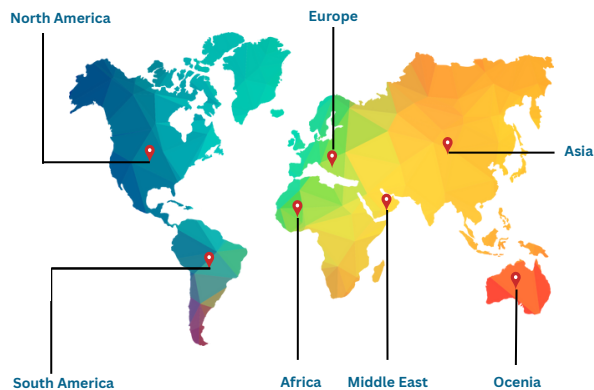 North America
Europe
Asia
South America
Africa
Middle East
Ocenia